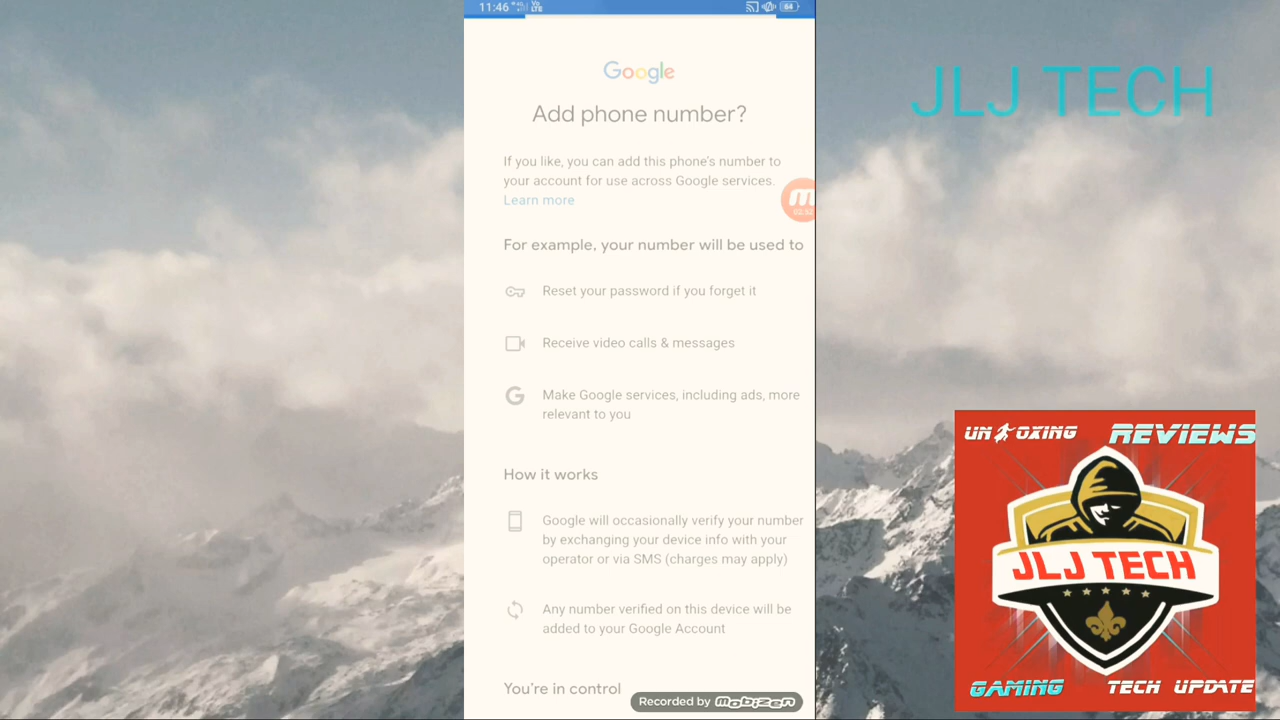 11:46
64
Google
Add phone number?
If you like, you can add this phone's number to
your account for use across Google services.
Learn more
For example, your number will be used to
Reset your password if you forget it
Receive video calls & messages
Make Google services, including ads, more
relevant to you
How it works
Google will occasionally verify your number
by exchanging your device info with your
operator or via SMS (charges may apply)
Any number verified on this device will be
added to your Google Account
You're in control
Recorded by mobizen
JLJ TECH
UNBOXING
REVIEWS
JLJ TECH
GAMING
TECH UPDATE